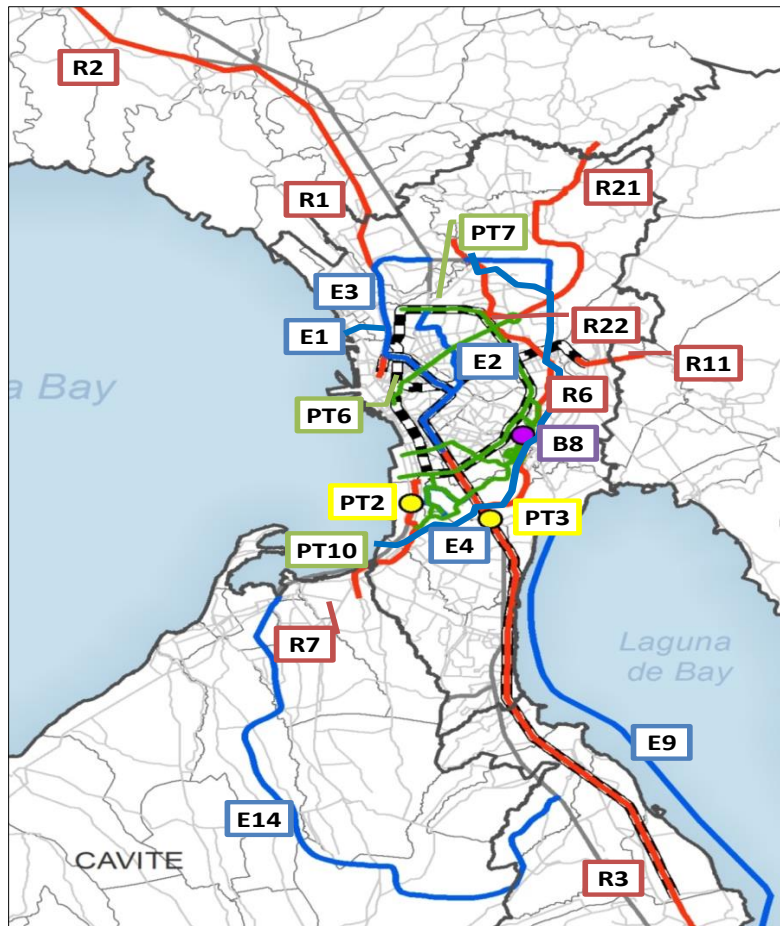 R2
R21
R1
PT7
E3
E1
R22
E2
R11
a Bay
PT6
R6
B8
PT2
PT3
PT10
E4
R7
Laguna
de Bay
E9
E14
CAVITE
R3